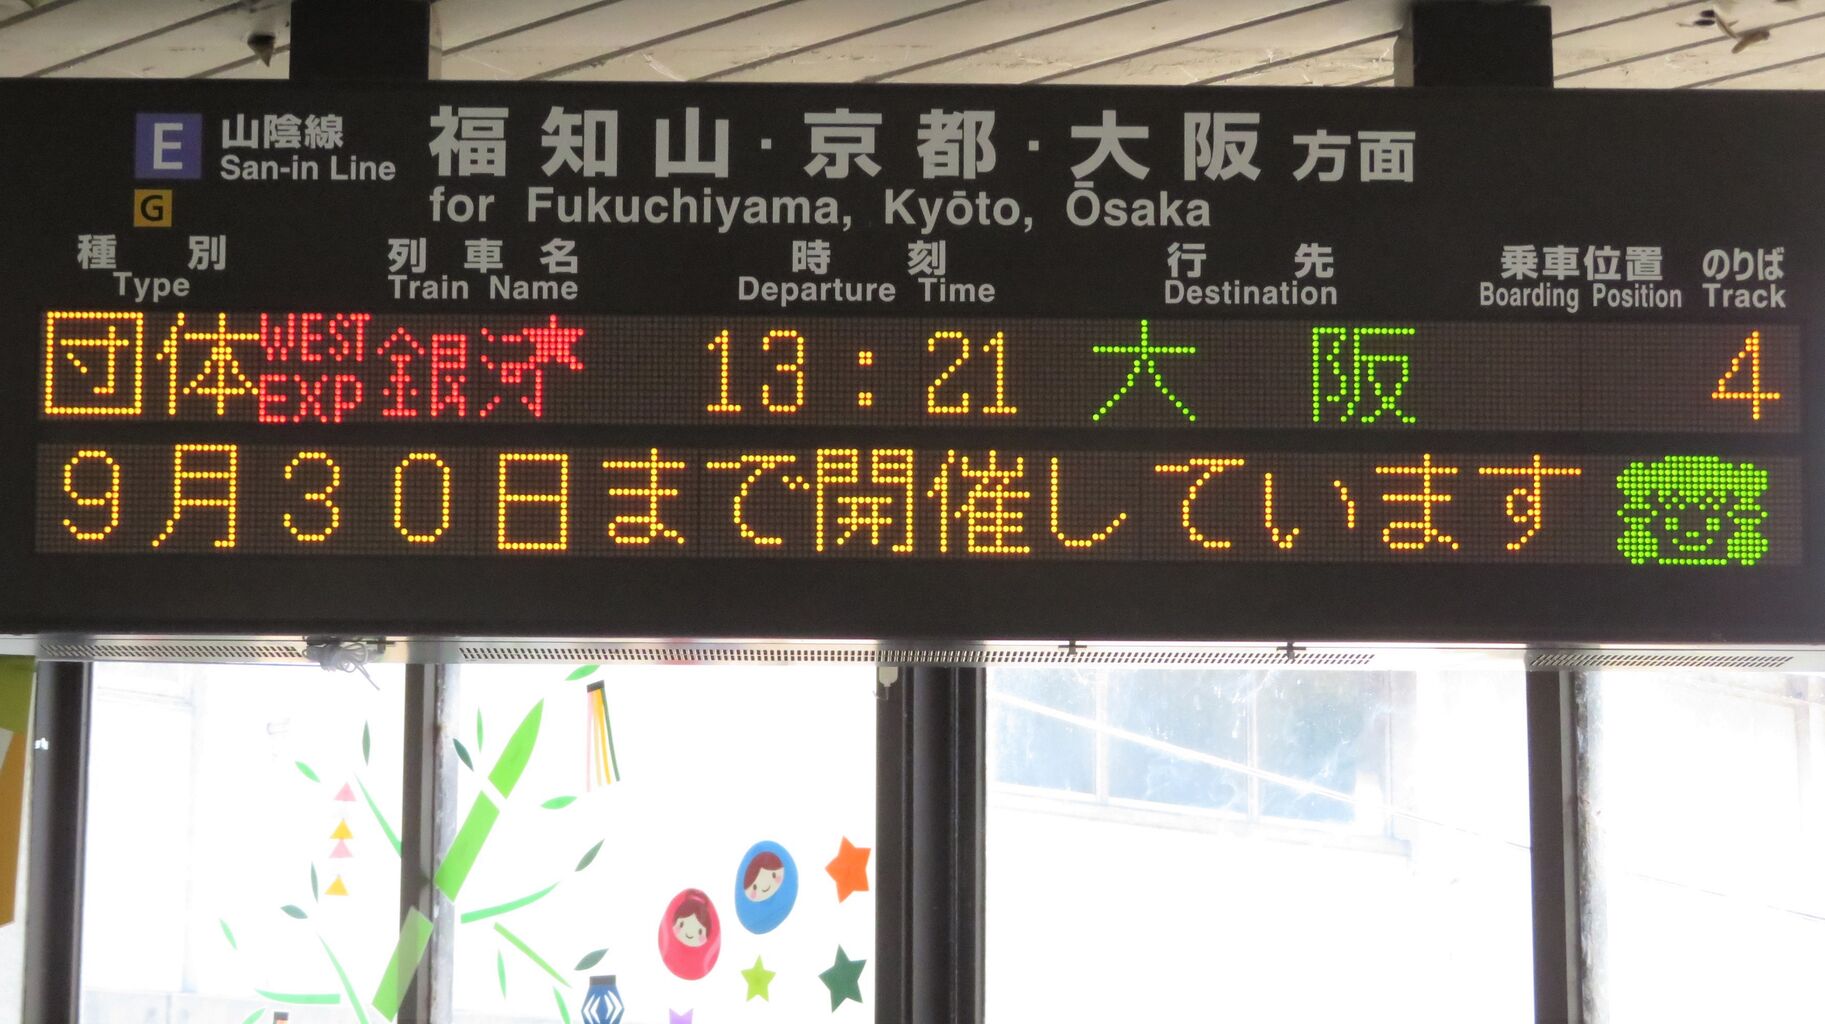 E 山陰線 福知山・京都・大阪 方面
San-in Line
G for Fukuchiyama, Kyōto, Ōsaka
種別 列車名 時刻 行先 乗車位置 のりば
Type Train Name Departure Time Destination Boarding Position Track
団体 WEST EXP 銀河 13:21 大阪 4
9月30日まで開催しています